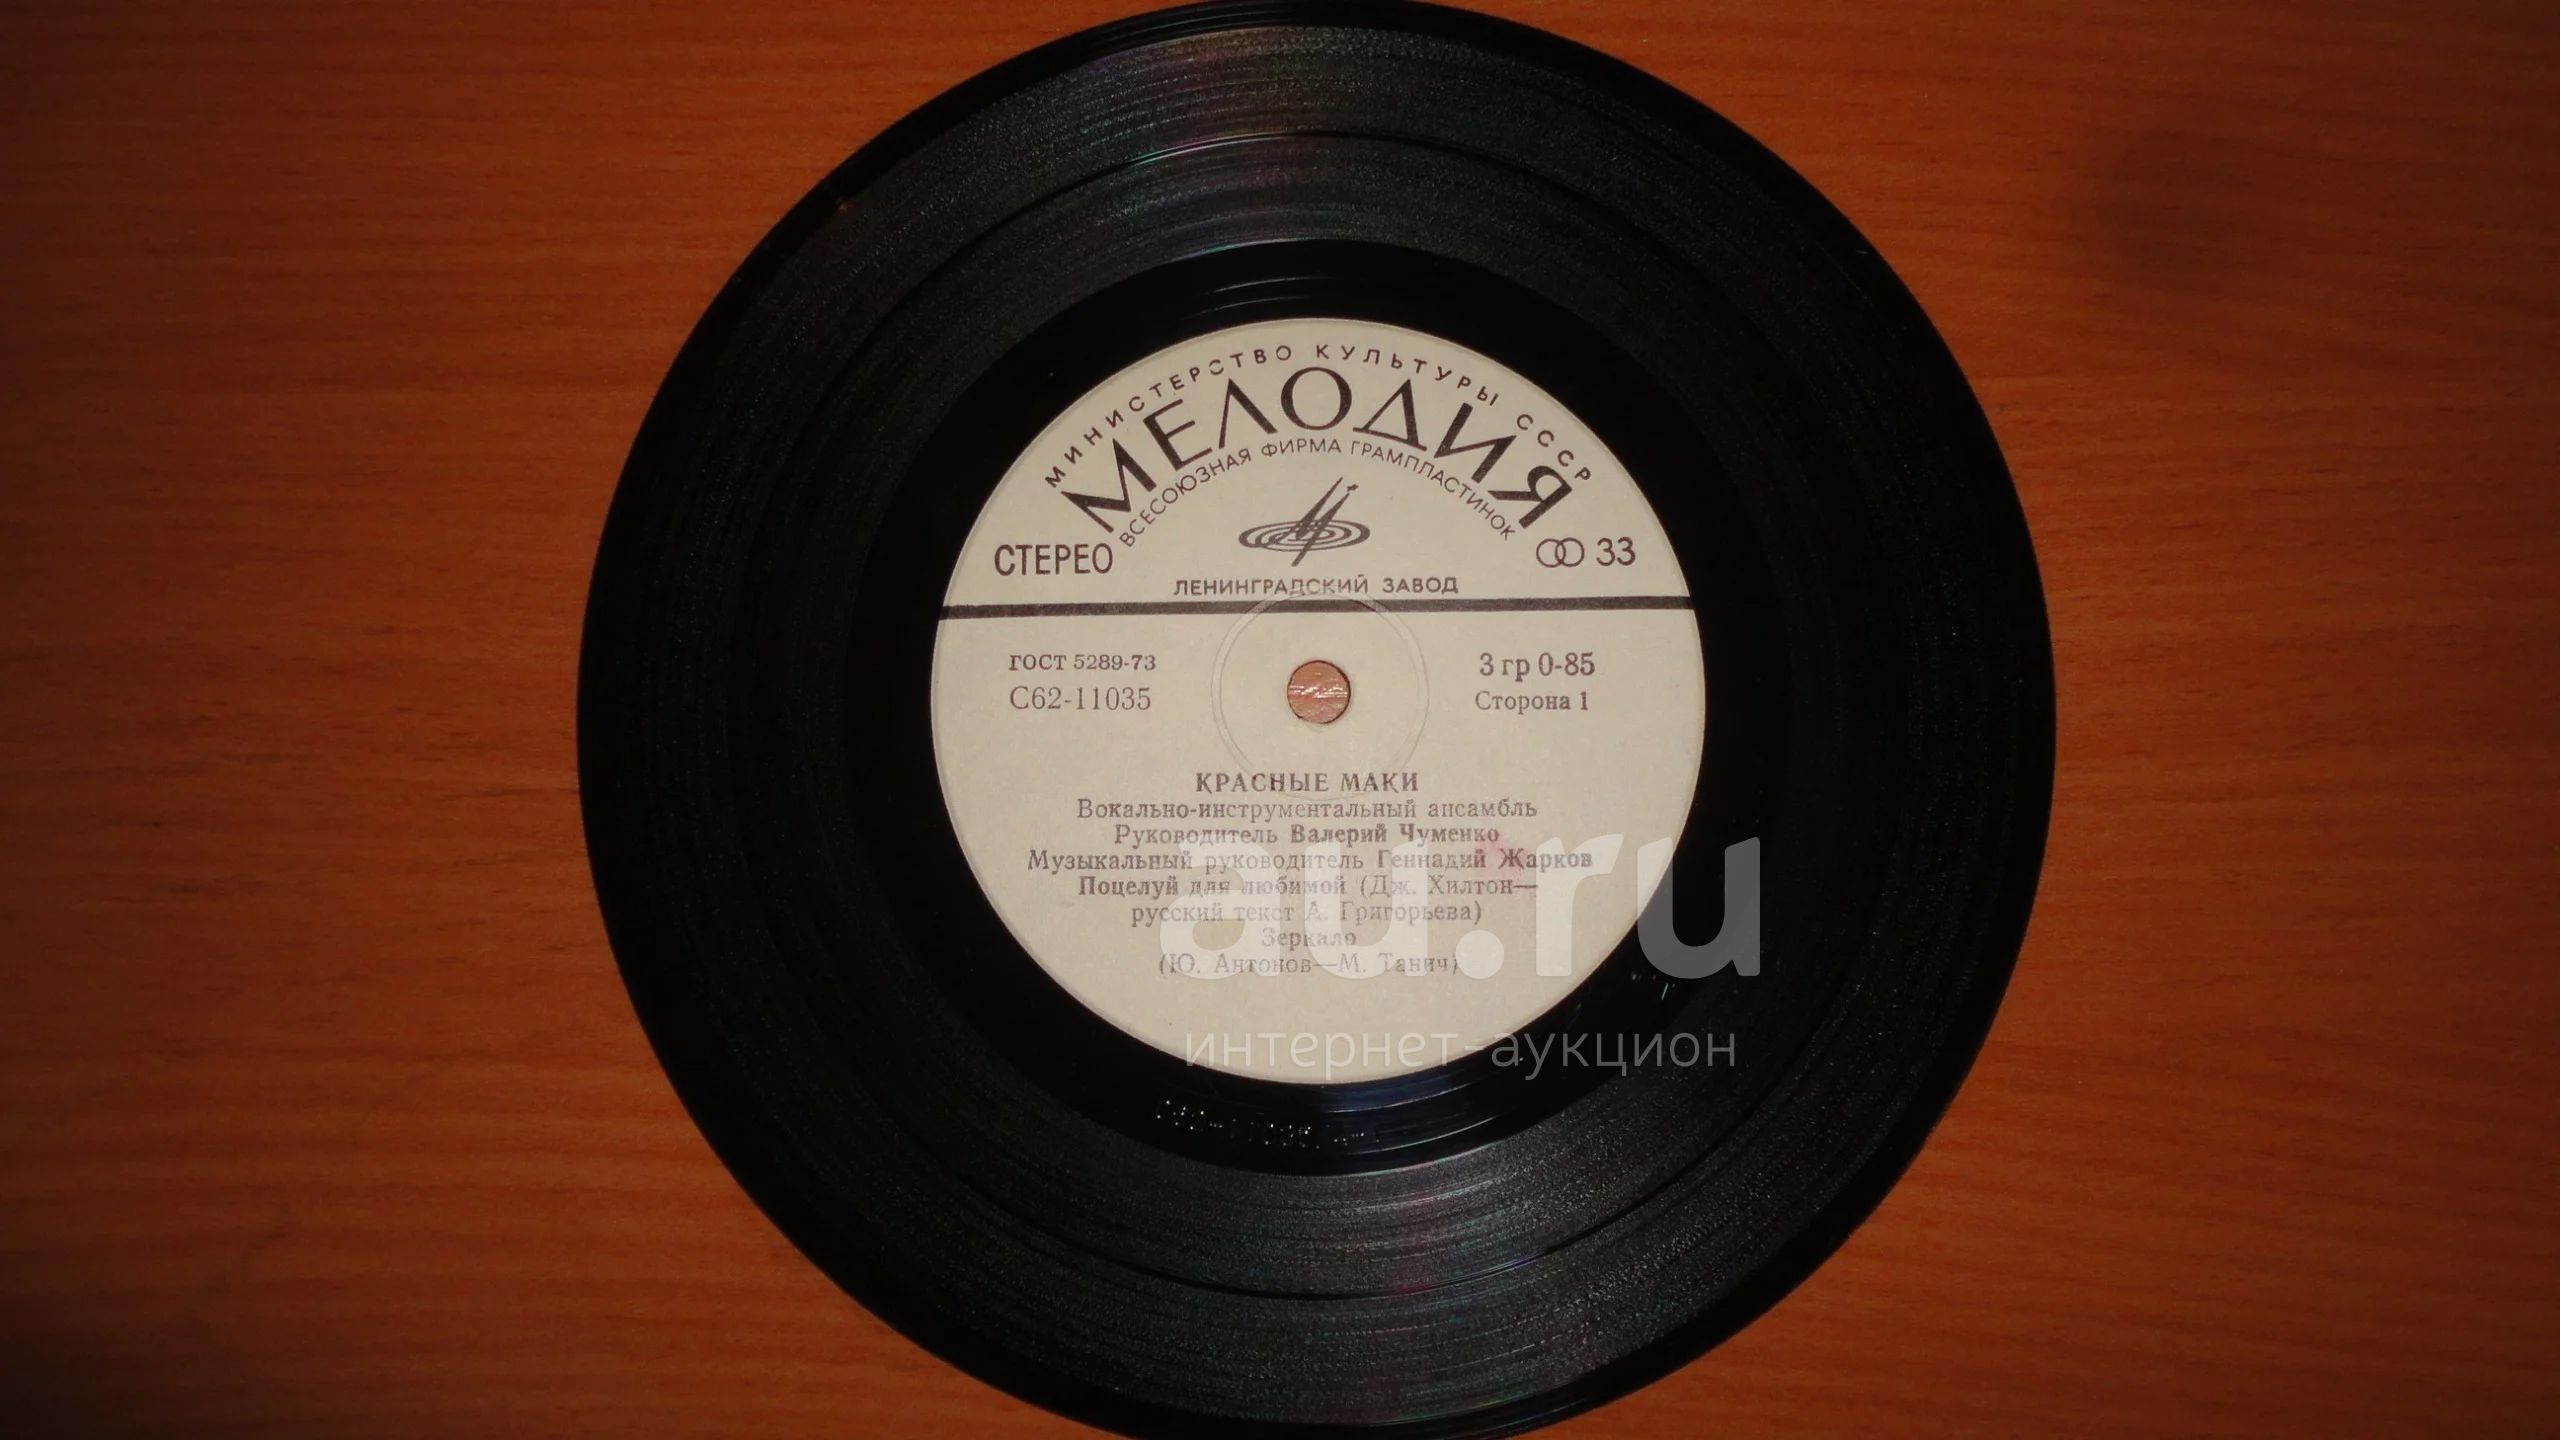 МИНИСТЕРСТВО КУЛЬТУРЫ СССР
МЕЛОДИЯ
ВСЕСОЮЗНАЯ ФИРМА ГРАМПЛАСТИНОК
СТЕРЕО
33
ЛЕНИНГРАДСКИЙ ЗАВОД
ГОСТ 5289-73
3 гр 0-85
С62-11035
Сторона 1
КРАСНЫЕ МАКИ
Вокально-инструментальный ансамбль
Руководитель Валерий Чуменко
Музыкальный руководитель Геннадий Жарков
Поцелуй для любимой (Дж. Хилтон—
русский текст А. Григорьева)
Зеркало
(Ю. Антонов—М. Танич)
au.ru
интернет-аукцион